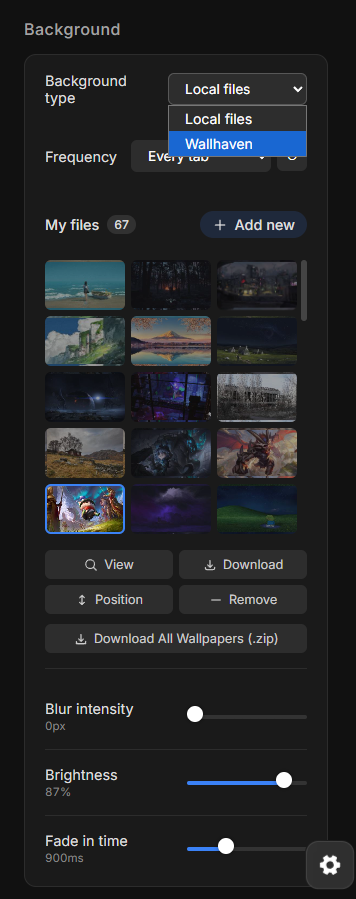 Background
Background type
Local files
Local files
Wallhaven
Frequency
Every tab
My files 67
+ Add new
View
Download
Position
Remove
Download All Wallpapers (.zip)
Blur intensity
0px
Brightness
87%
Fade in time
900ms